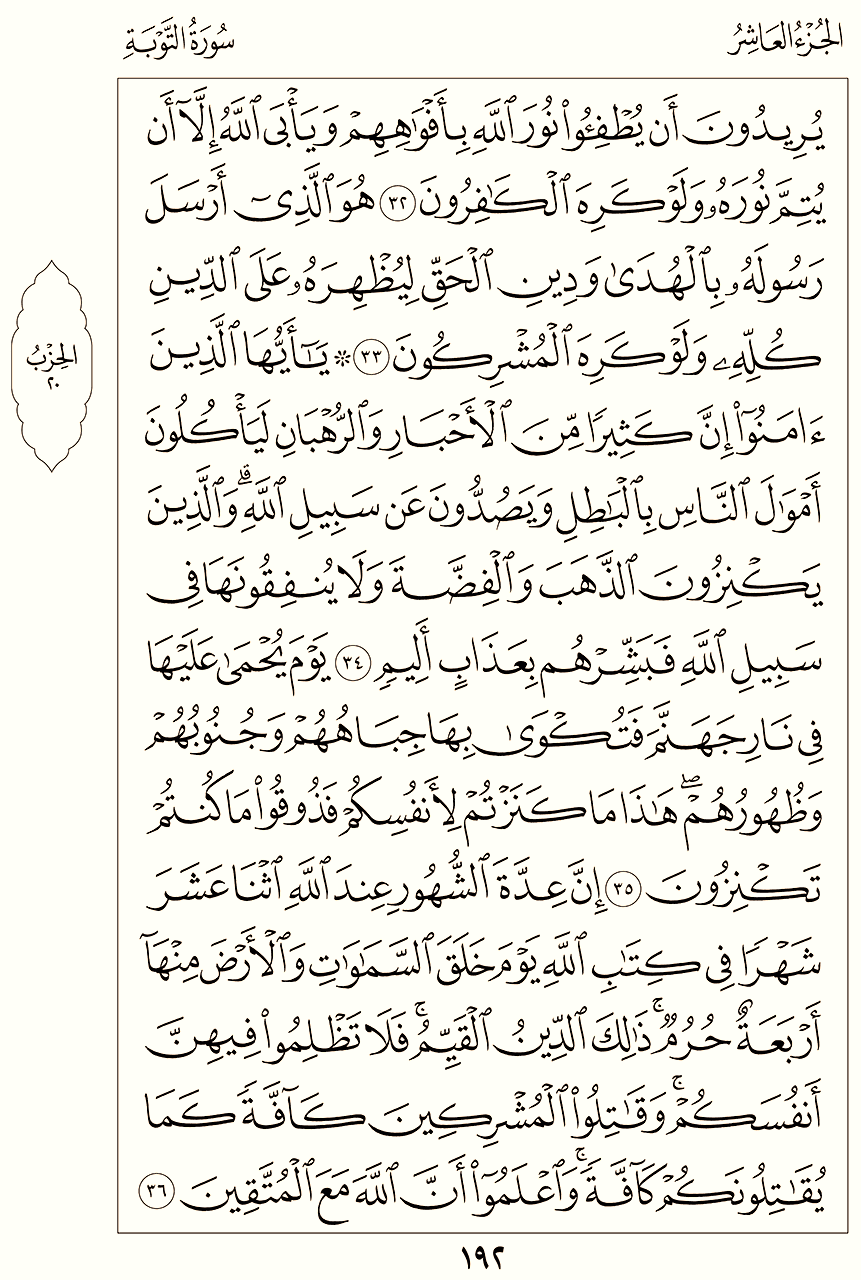 الجُزْءُ العَاشِرُ
سُورَةُ التَّوْبَةِ
يُرِيدُونَ أَن يُطْفِـُٔوا۟ نُورَ ٱللَّهِ بِأَفْوَٰهِهِمْ وَيَأْبَى ٱللَّهُ إِلَّآ أَن
يُتِمَّ نُورَهُۥ وَلَوْ كَرِهَ ٱلْكَٰفِرُونَ ٣٢ هُوَ ٱلَّذِىٓ أَرْسَلَ
رَسُولَهُۥ بِٱلْهُدَىٰ وَدِينِ ٱلْحَقِّ لِيُظْهِرَهُۥ عَلَى ٱلدِّينِ
كُلِّهِۦ وَلَوْ كَرِهَ ٱلْمُشْرِكُونَ ٣٣ ۞ يَٰٓأَيُّهَا ٱلَّذِينَ
ءَامَنُوٓا۟ إِنَّ كَثِيرًا مِّنَ ٱلْأَحْبَارِ وَٱلرُّهْبَانِ لَيَأْكُلُونَ
أَمْوَٰلَ ٱلنَّاسِ بِٱلْبَٰطِلِ وَيَصُدُّونَ عَن سَبِيلِ ٱللَّهِ ۗ وَٱلَّذِينَ
يَكْنِزُونَ ٱلذَّهَبَ وَٱلْفِضَّةَ وَلَا يُنفِقُونَهَا فِى
سَبِيلِ ٱللَّهِ فَبَشِّرْهُم بِعَذَابٍ أَلِيمٍ ٣٤ يَوْمَ يُحْمَىٰ عَلَيْهَا
فِى نَارِ جَهَنَّمَ فَتُكْوَىٰ بِهَا جِبَاهُهُمْ وَجُنُوبُهُمْ
وَظُهُورُهُمْ ۖ هَٰذَا مَا كَنَزْتُمْ لِأَنفُسِكُمْ فَذُوقُوا۟ مَا كُنتُمْ
تَكْنِزُونَ ٣٥ إِنَّ عِدَّةَ ٱلشُّهُورِ عِندَ ٱللَّهِ ٱثْنَا عَشَرَ
شَهْرًا فِى كِتَٰبِ ٱللَّهِ يَوْمَ خَلَقَ ٱلسَّمَٰوَٰتِ وَٱلْأَرْضَ مِنْهَآ
أَرْبَعَةٌ حُرُمٌ ۚ ذَٰلِكَ ٱلدِّينُ ٱلْقَيِّمُ ۚ فَلَا تَظْلِمُوا۟ فِيهِنَّ
أَنفُسَكُمْ ۚ وَقَٰتِلُوا۟ ٱلْمُشْرِكِينَ كَآفَّةً كَمَا
يُقَٰتِلُونَكُمْ كَآفَّةً ۚ وَٱعْلَمُوٓا۟ أَنَّ ٱللَّهَ مَعَ ٱلْمُتَّقِينَ ٣٦
الحِزْبُ
٢٠
١٩٢